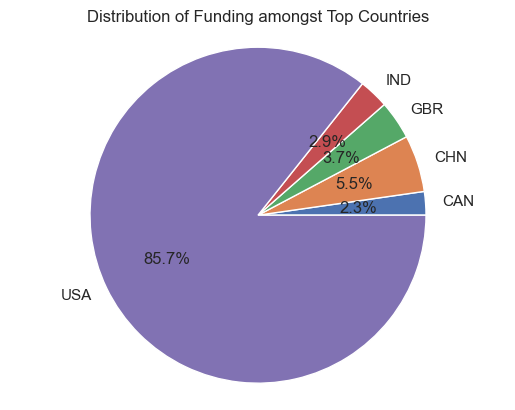 Distribution of Funding amongst Top Countries
IND
GBR
2.9%
3.7%
CHN
5.5%
CAN
2.3%
85.7%
USA